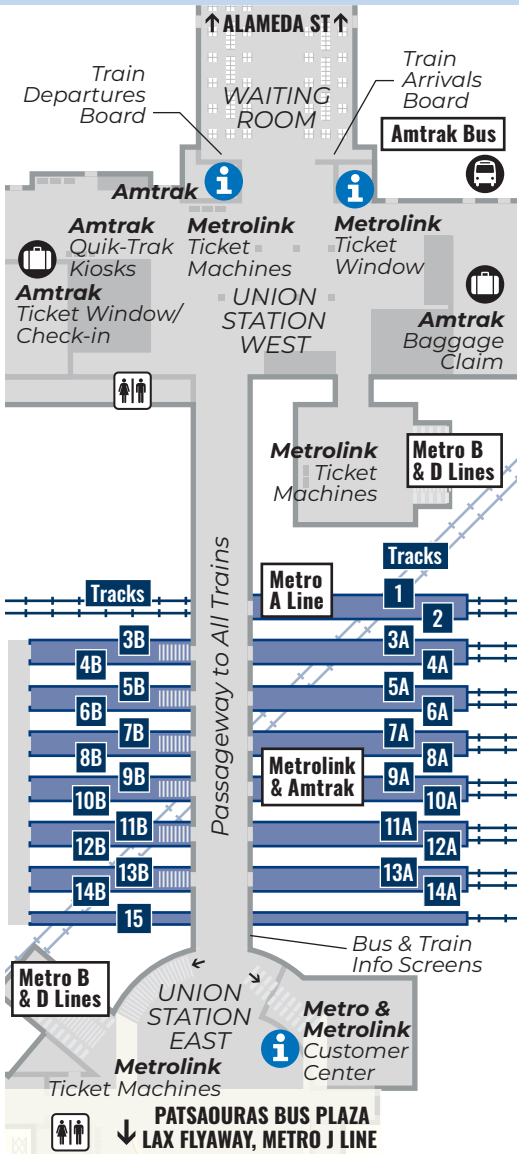 ↑ ALAMEDA ST ↑
Train
Departures
Board
WAITING
ROOM
Train
Arrivals
Board
Amtrak Bus
Amtrak
Amtrak
Quik-Trak
Kiosks
Metrolink
Ticket
Machines
Metrolink
Ticket
Window
Amtrak
Ticket Window/
Check-in
UNION
STATION
WEST
Amtrak
Baggage
Claim
Metrolink
Ticket
Machines
Metro B
& D Lines
Passageway to All Trains
Tracks
Metro
A Line
Tracks
1
2
3B
3A
4B
4A
5B
5A
6B
6A
7B
7A
8B
8A
Metrolink
& Amtrak
9B
9A
10B
10A
11B
11A
12B
12A
13B
13A
14B
14A
15
Bus & Train
Info Screens
Metro B
& D Lines
UNION
STATION
EAST
Metro &
Metrolink
Customer
Center
Metrolink
Ticket Machines
↓ PATSAOURAS BUS PLAZA
LAX FLYAWAY, METRO J LINE